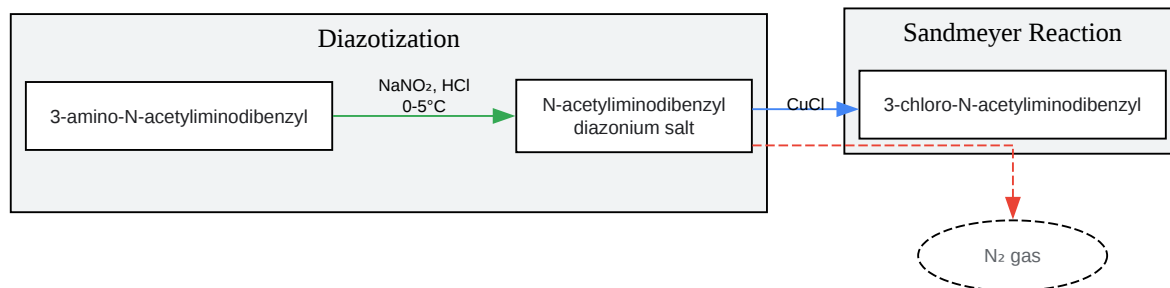 Diazotization
Sandmeyer Reaction
3-amino-N-acetyliminodibenzyl
NaNO₂, HCl
0-5°C
N-acetyliminodibenzyl
diazonium salt
CuCl
3-chloro-N-acetyliminodibenzyl
N₂ gas